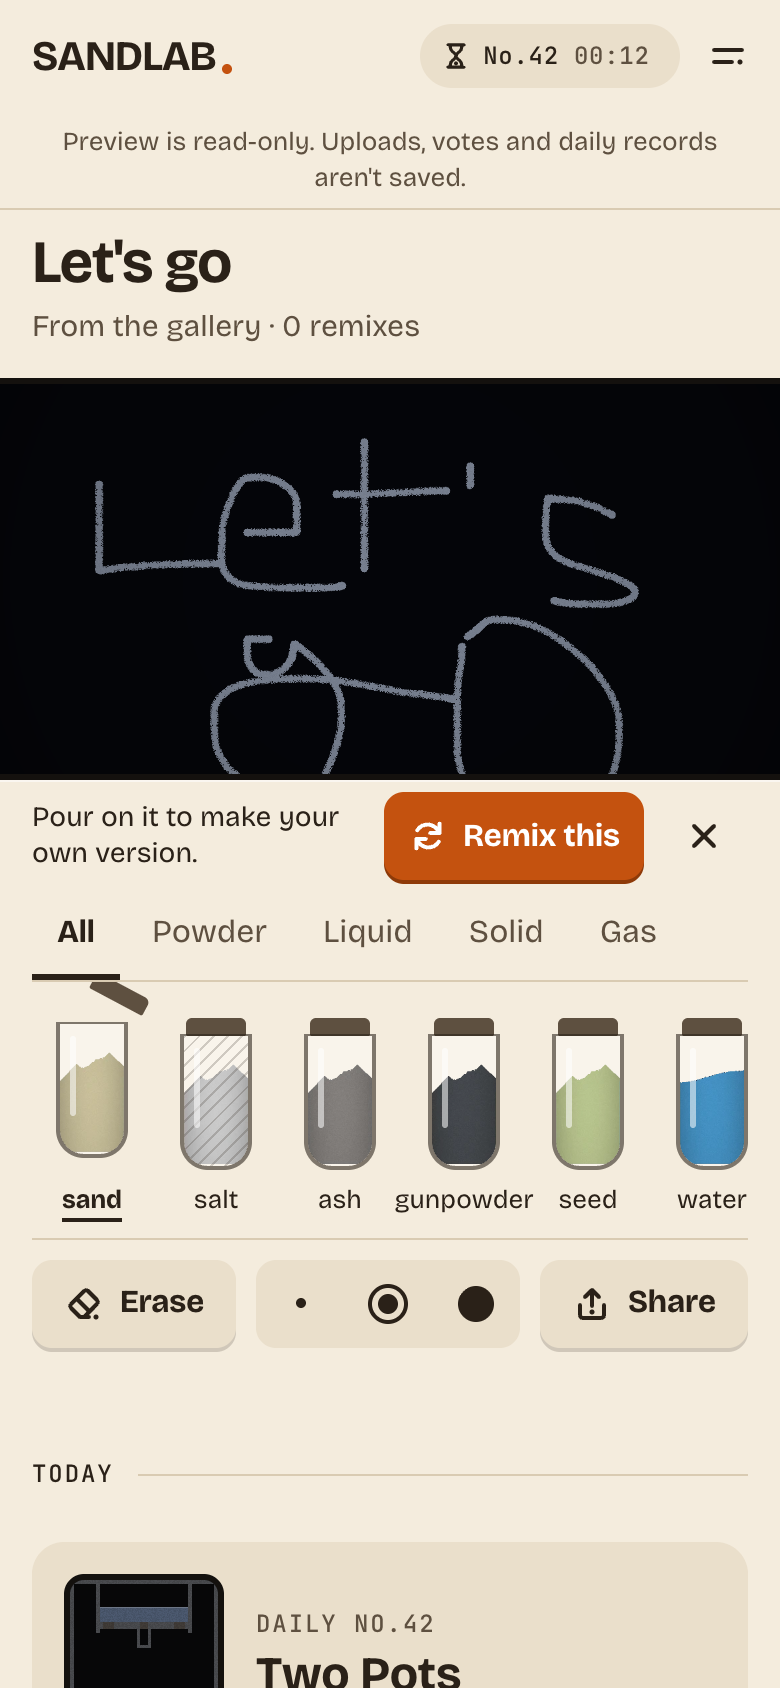 SANDLAB.
No.42 00:12
Preview is read-only. Uploads, votes and daily records
aren't saved.
Let's go
From the gallery · 0 remixes
Let's
go
Pour on it to make your
own version.
Remix this
All Powder Liquid Solid Gas
sand salt ash gunpowder seed water
Erase Share
TODAY
DAILY NO.42
Two Pots